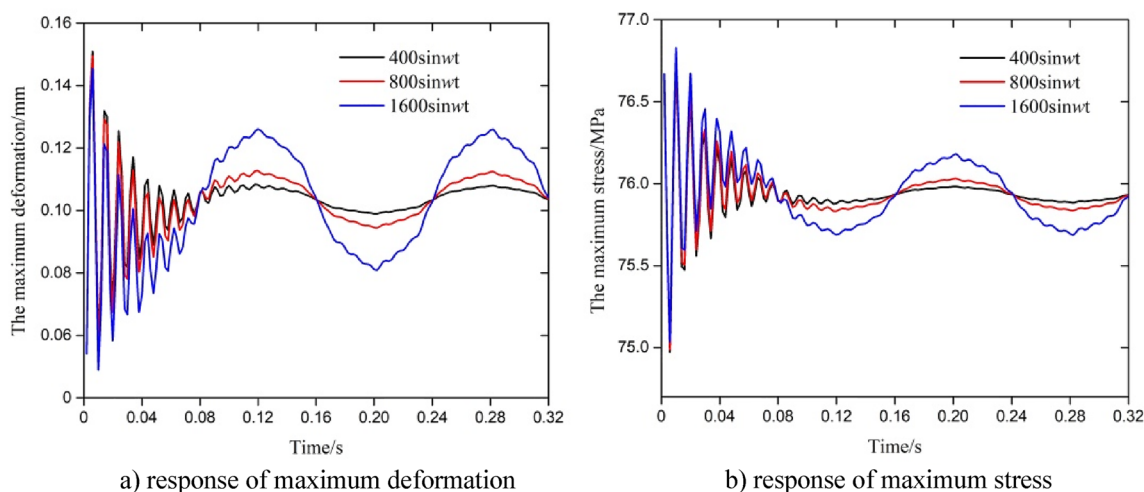 0.16
0.14
0.12
0.10
0.08
0.06
0
The maximum deformation/mm
400sinwt
800sinwt
1600sinwt
0 0.04 0.08 0.12 0.16 0.20 0.24 0.28 0.32
Time/s
a) response of maximum deformation
77.0
76.5
76.0
75.5
75.0
The maximum stress/MPa
400sinwt
800sinwt
1600sinwt
0 0.04 0.08 0.12 0.16 0.20 0.24 0.28 0.32
Time/s
b) response of maximum stress